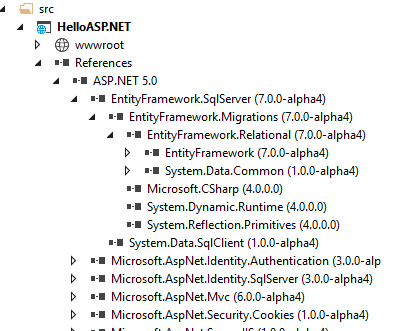 src
HelloASP.NET
wwwroot
References
ASP.NET 5.0
EntityFramework.SqlServer (7.0.0-alpha4)
EntityFramework.Migrations (7.0.0-alpha4)
EntityFramework.Relational (7.0.0-alpha4)
EntityFramework (7.0.0-alpha4)
System.Data.Common (1.0.0-alpha4)
Microsoft.CSharp (4.0.0.0)
System.Dynamic.Runtime (4.0.0.0)
System.Reflection.Primitives (4.0.0.0)
System.Data.SqlClient (1.0.0-alpha4)
Microsoft.AspNet.Identity.Authentication (3.0.0-alp
Microsoft.AspNet.Identity.SqlServer (3.0.0-alpha4)
Microsoft.AspNet.Mvc (6.0.0-alpha4)
Microsoft.AspNet.Security.Cookies (1.0.0-alpha4)